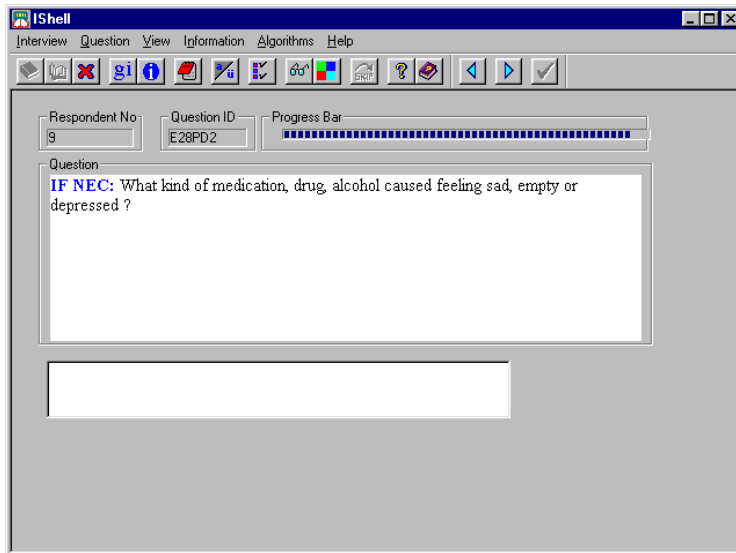 IShell
Interview Question View Information Algorithms Help
gi i a/ü SKIP ?
Respondent No Question ID Progress Bar
9 E28PD2
Question
IF NEC: What kind of medication, drug, alcohol caused feeling sad, empty or
depressed ?